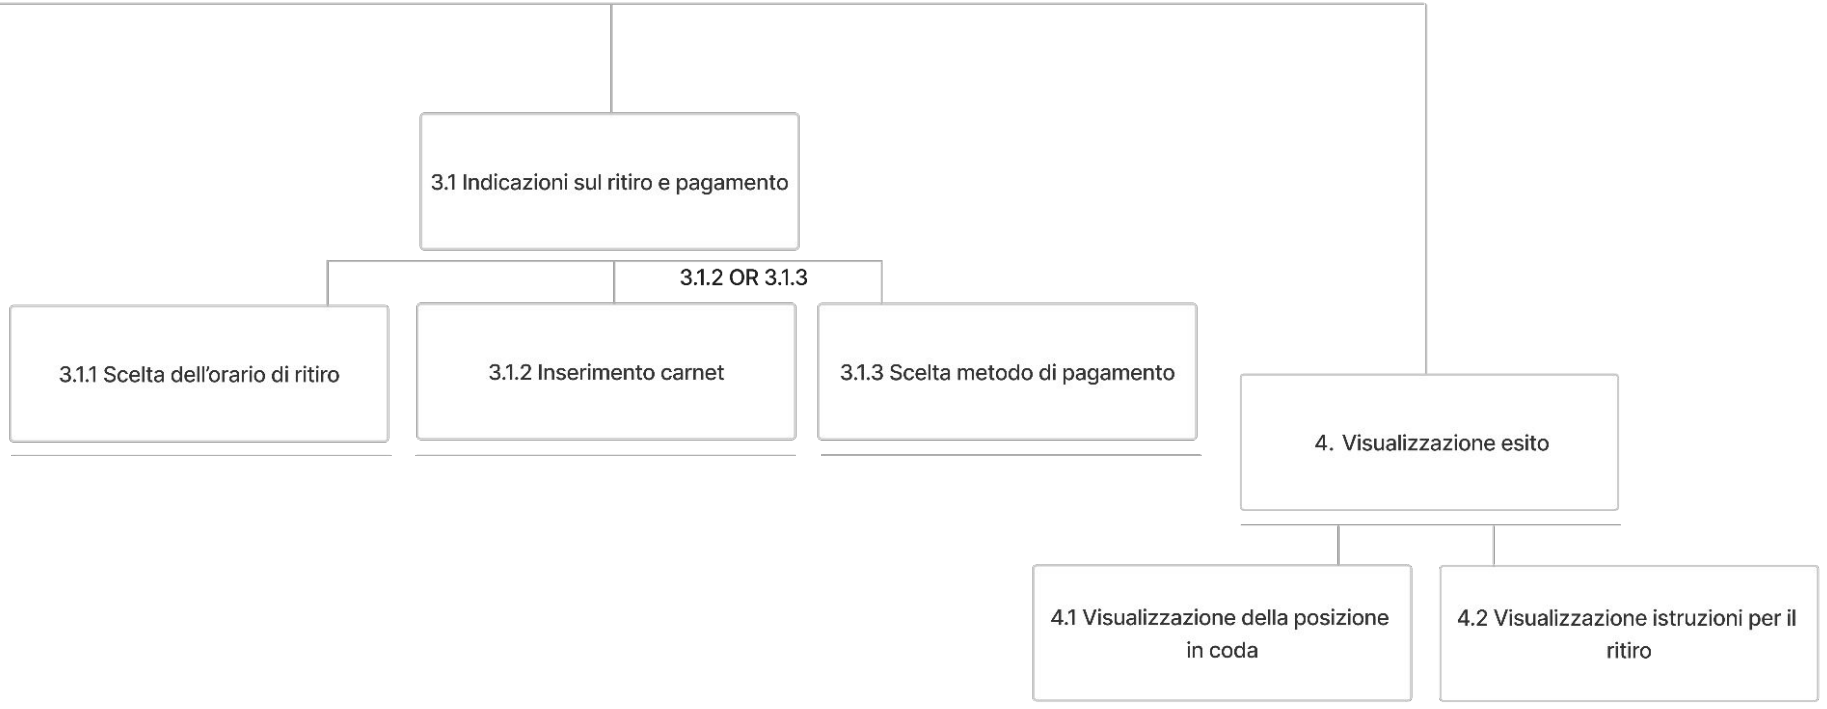 3.1 Indicazioni sul ritiro e pagamento
3.1.2 OR 3.1.3
3.1.1 Scelta dell'orario di ritiro
3.1.2 Inserimento carnet
3.1.3 Scelta metodo di pagamento
4. Visualizzazione esito
4.1 Visualizzazione della posizione
in coda
4.2 Visualizzazione istruzioni per il
ritiro